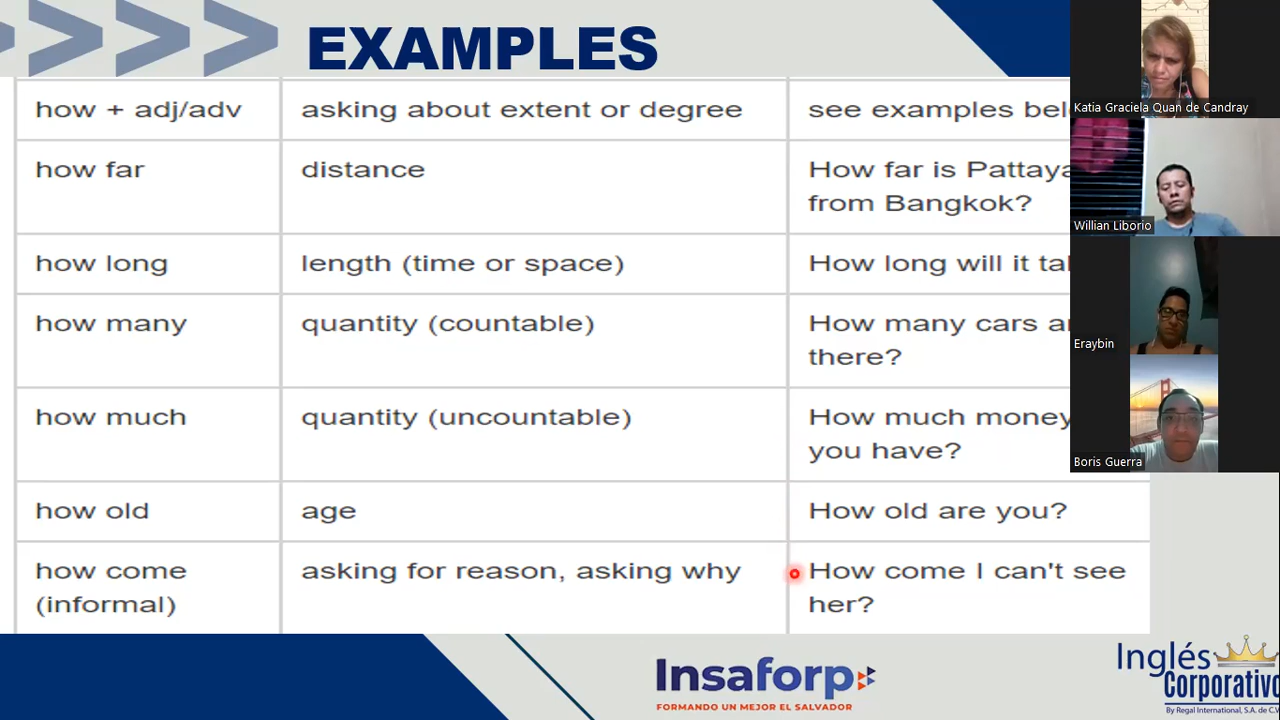 EXAMPLES
how + adj/adv
asking about extent or degree
see examples bel
how far
distance
How far is Pattaya
from Bangkok?
how long
length (time or space)
How long will it ta
how many
quantity (countable)
How many cars a
there?
how much
quantity (uncountable)
How much money
you have?
how old
age
How old are you?
how come
(informal)
asking for reason, asking why
How come I can't see
her?
Katia Graciela Quan de Candray
Willian Liborio
Eraybin
Boris Guerra
Insaforp
FORMANDO UN MEJOR EL SALVADOR
Inglés
Corporativo
By Regal International, S.A. de C.V